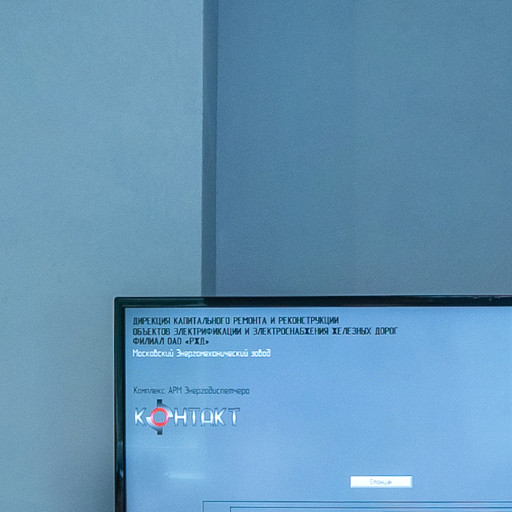 ДИРЕКЦИЯ КАПИТАЛЬНОГО РЕМОНТА И РЕКОНСТРУКЦИИ
ОБЪЕКТОВ ЭЛЕКТРИФИКАЦИИ И ЭЛЕКТРОСНАБЖЕНИЯ ЖЕЛЕЗНЫХ ДОРОГ
ФИЛИАЛ ОАО «РЖД»
Московский Энергомеханический завод
Комплекс АРМ Энергодиспетчера
КОНТАКТ